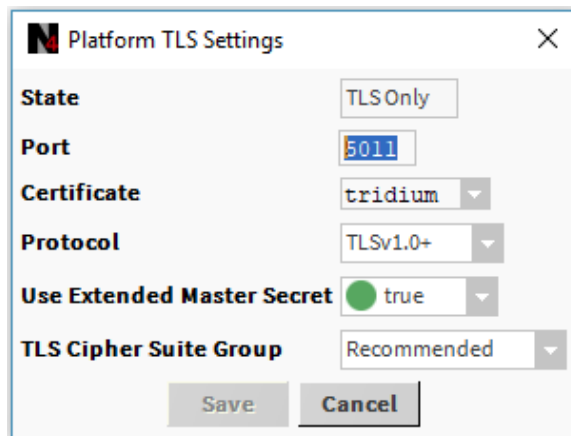 N4 Platform TLS Settings
State TLS Only
Port 5011
Certificate tridium
Protocol TLSv1.0+
Use Extended Master Secret true
TLS Cipher Suite Group Recommended
Save Cancel